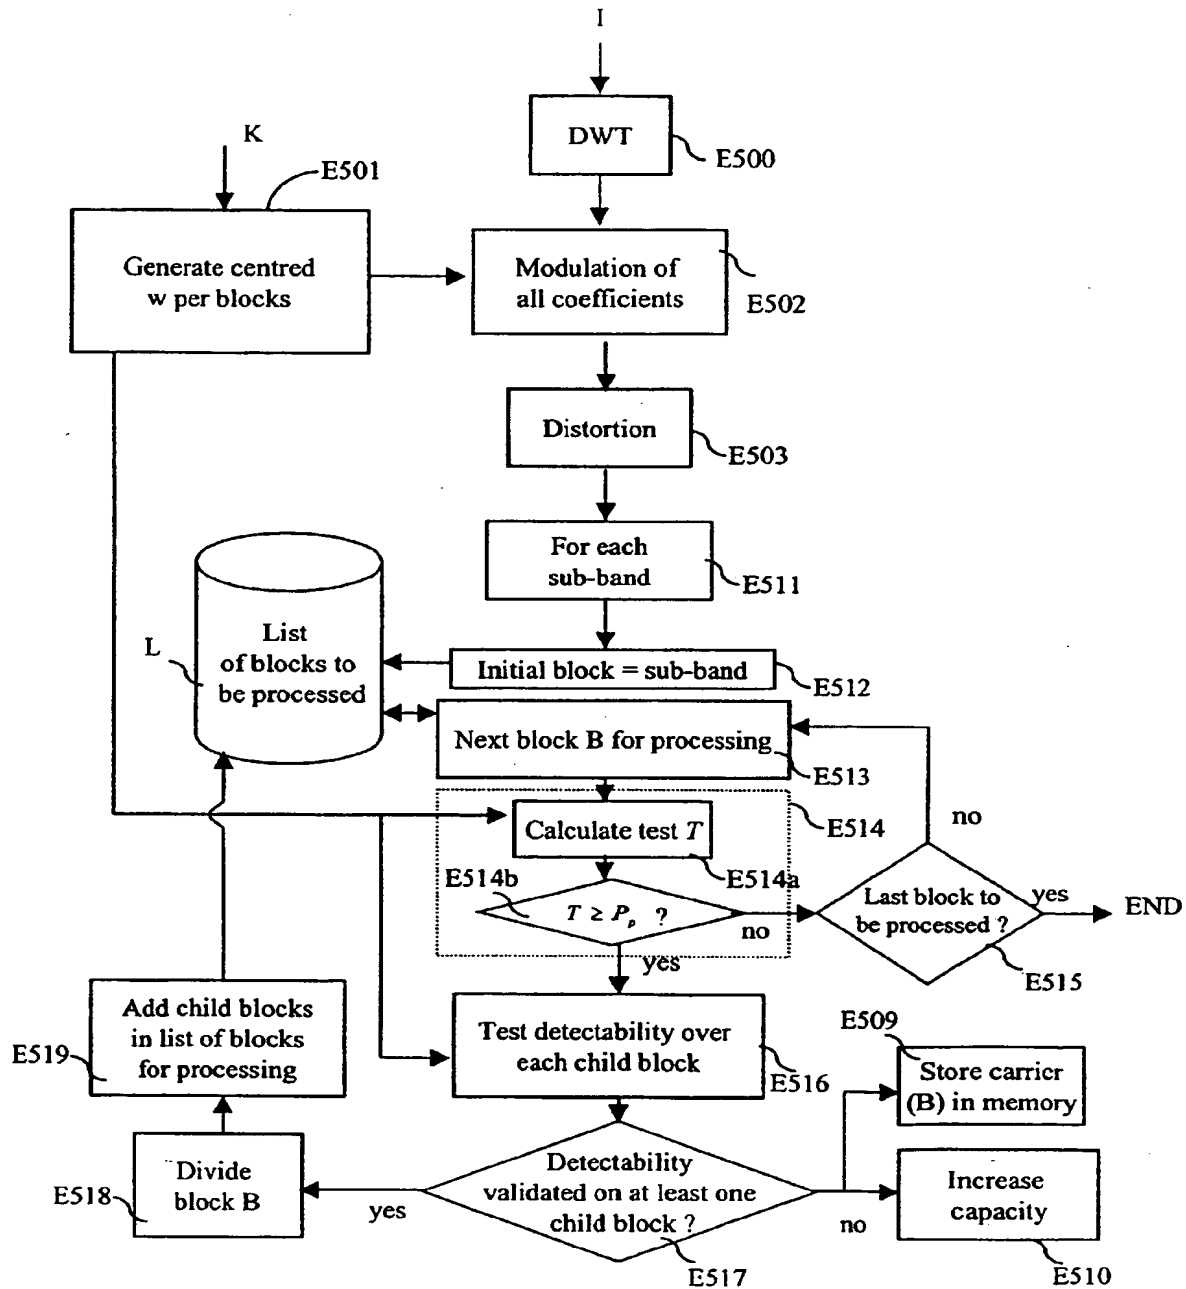 I
DWT
E500
K
E501
Generate centred
w per blocks
Modulation of
all coefficients
E502
Distortion
E503
For each
sub-band
E511
List
of blocks to
be processed
L
Initial block = sub-band
E512
Next block B for processing
E513
Calculate test T
E514
E514a
E514b
T ≥ Pp ?
no
yes
no
Last block to
be processed ?
yes
END
E515
Add child blocks
in list of blocks
for processing
E519
Test detectability over
each child block
E516
E509
Store carrier
(B) in memory
Divide
block B
E518
yes
Detectability
validated on at least one
child block ?
E517
no
Increase
capacity
E510